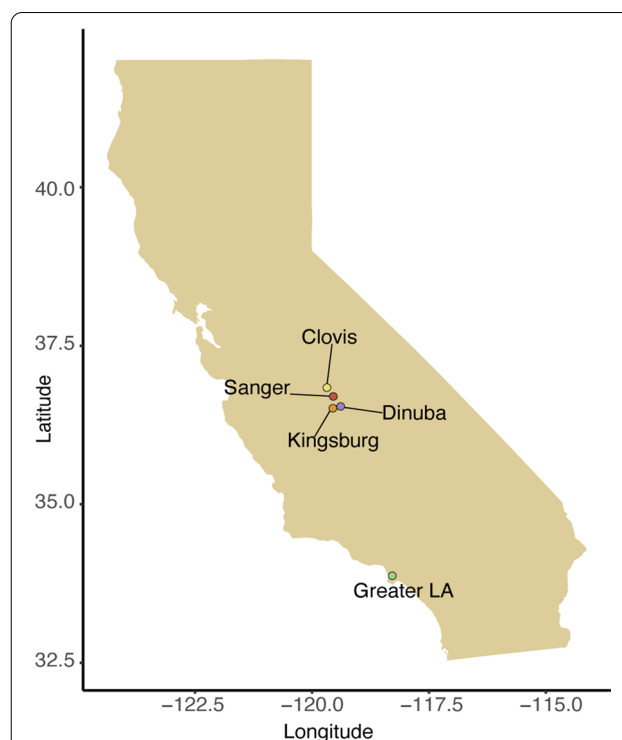 40.0
37.5
35.0
32.5
Latitude
Clovis
Sanger
Dinuba
Kingsburg
Greater LA
−122.5
−120.0
−117.5
−115.0
Longitude